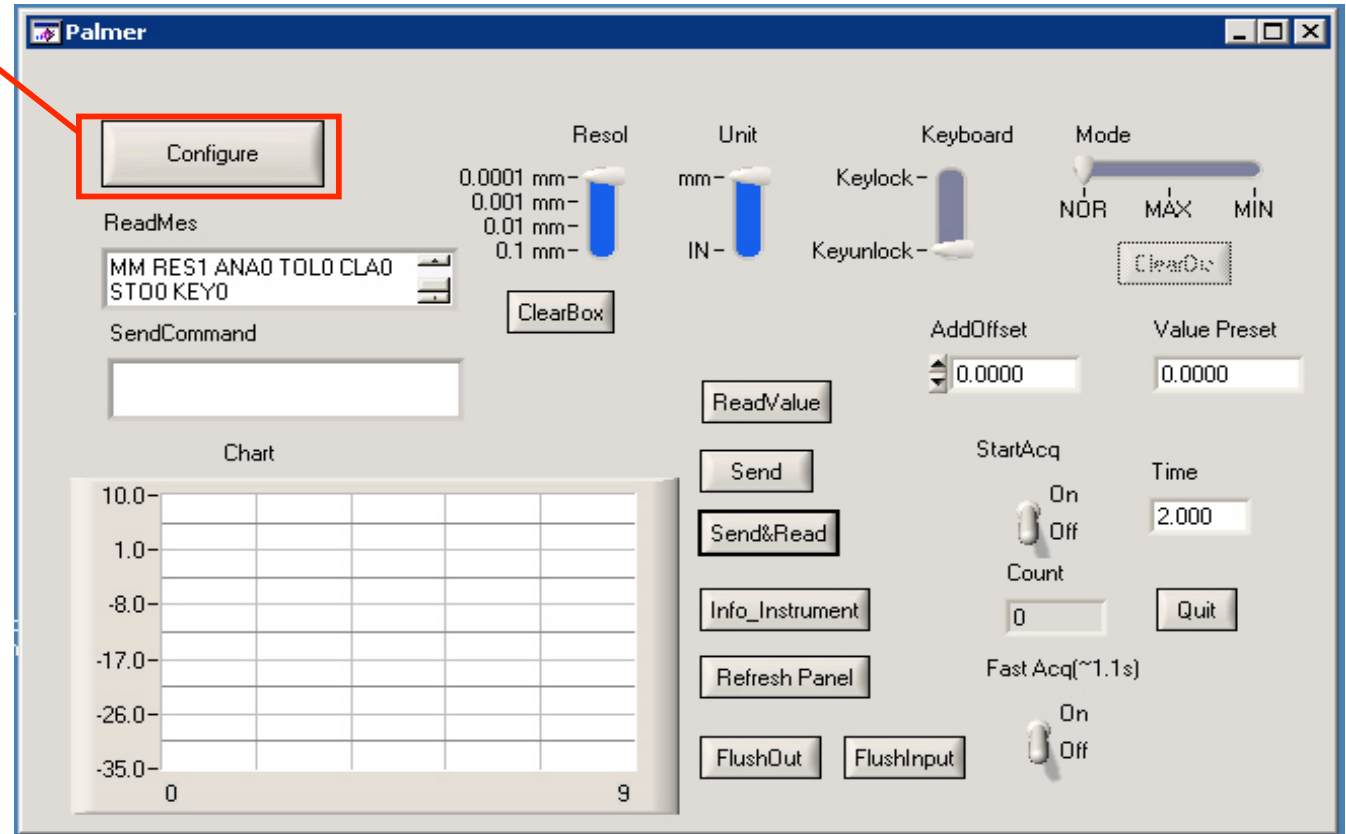 Palmer
Configure
Resol
Unit
Keyboard
Mode
0.0001 mm
0.001 mm
0.01 mm
0.1 mm
mm
IN
Keylock
Keyunlock
NOR MAX MIN
ReadMes
MM RES1 ANA0 TOL0 CLA0
STO0 KEY0
ClearBox
SendCommand
AddOffset
Value Preset
0.0000
0.0000
ReadValue
Chart
10.0
1.0
-8.0
-17.0
-26.0
-35.0
0 9
Send
Send&Read
Info_Instrument
Refresh Panel
FlushOut
FlushInput
StartAcq
On
Off
Time
2.000
Count
0
Quit
Fast Acq(~1.1s)
On
Off